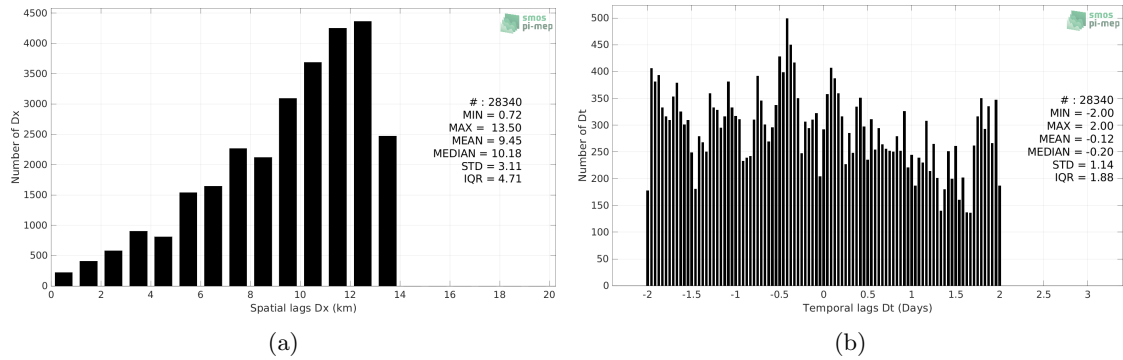 4500
4000
3500
3000
2500
2000
1500
1000
500
0
Number of Dx
smos
pi-mep
# : 28340
MIN = 0.72
MAX = 13.50
MEAN = 9.45
MEDIAN = 10.18
STD = 3.11
IQR = 4.71
0 2 4 6 8 10 12 14 16 18 20
Spatial lags Dx (km)
(a)
500
450
400
350
300
250
200
150
100
50
0
Number of Dt
smos
pi-mep
# : 28340
MIN = -2.00
MAX = 2.00
MEAN = -0.12
MEDIAN = -0.20
STD = 1.14
IQR = 1.88
-2 -1.5 -1 -0.5 0 0.5 1 1.5 2 2.5 3
Temporal lags Dt (Days)
(b)